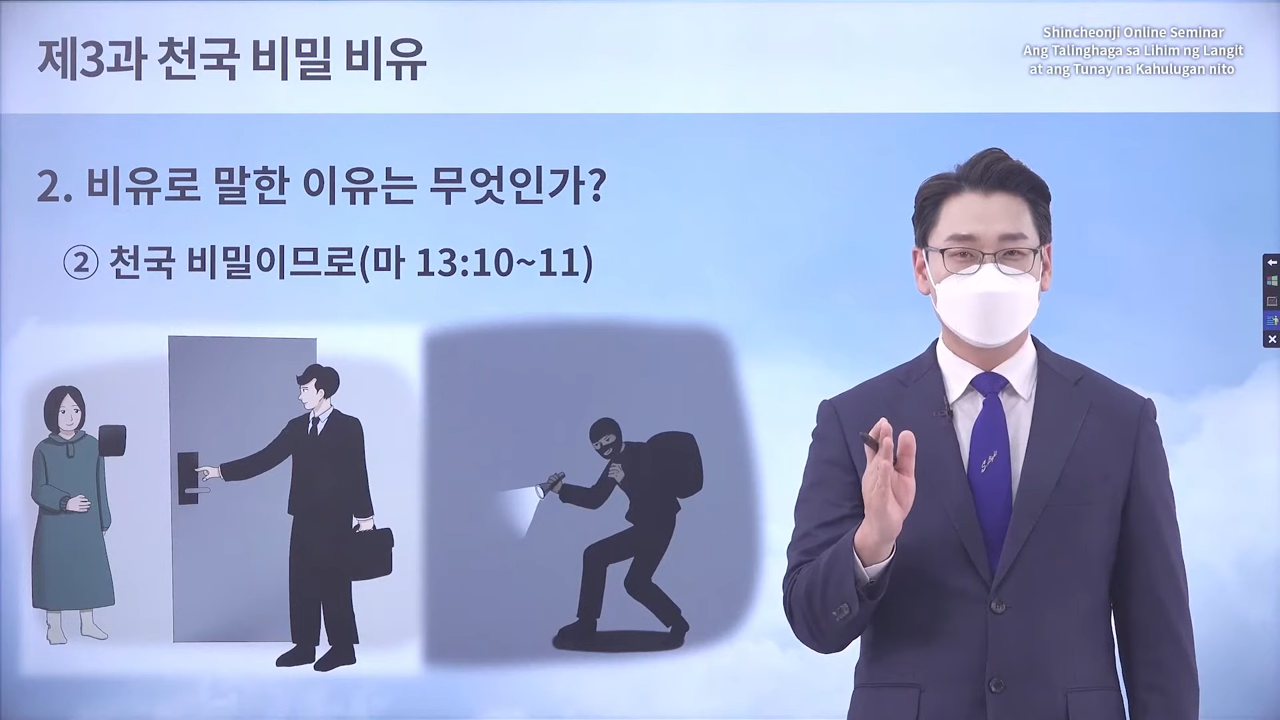 제3과 천국 비밀 비유
Shincheonji Online Seminar
Ang Talinghaga sa Lihim ng Langit
at ang Tunay na Kahulugan nito
2. 비유로 말한 이유는 무엇인가?
② 천국 비밀이므로(마 13:10~11)